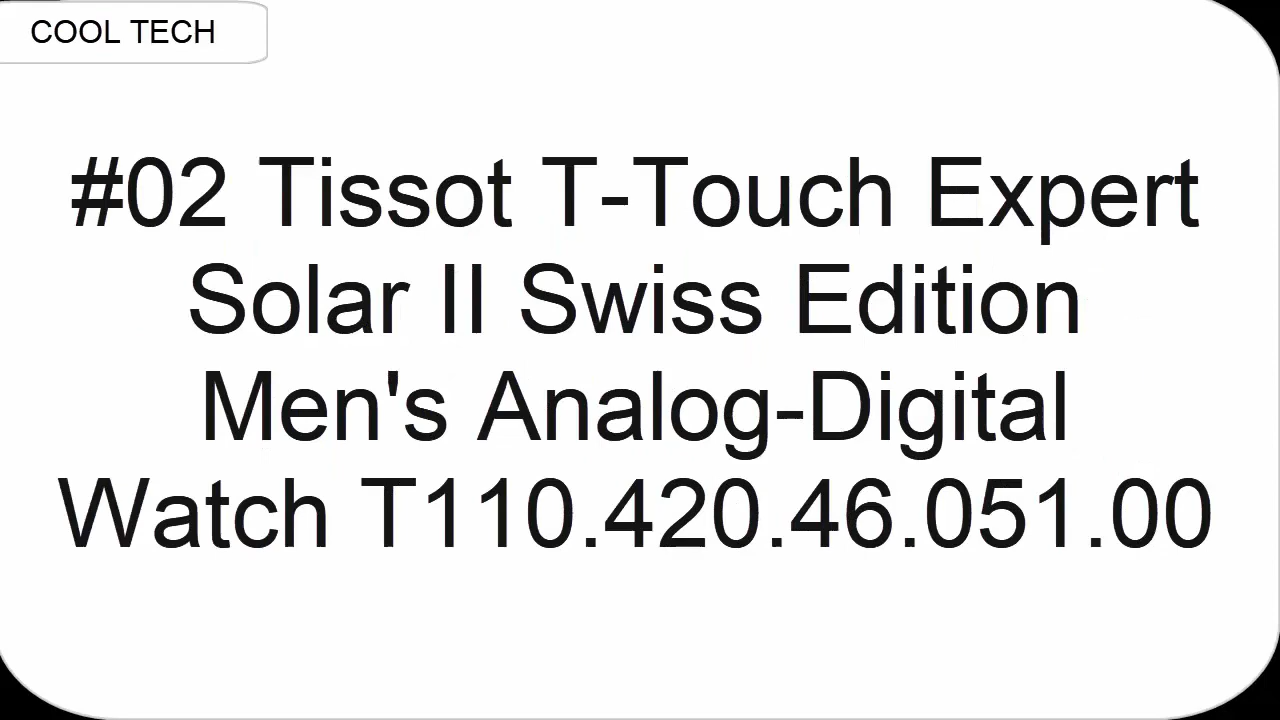 COOL TECH
#02 Tissot T-Touch Expert
Solar II Swiss Edition
Men's Analog-Digital
Watch T110.420.46.051.00